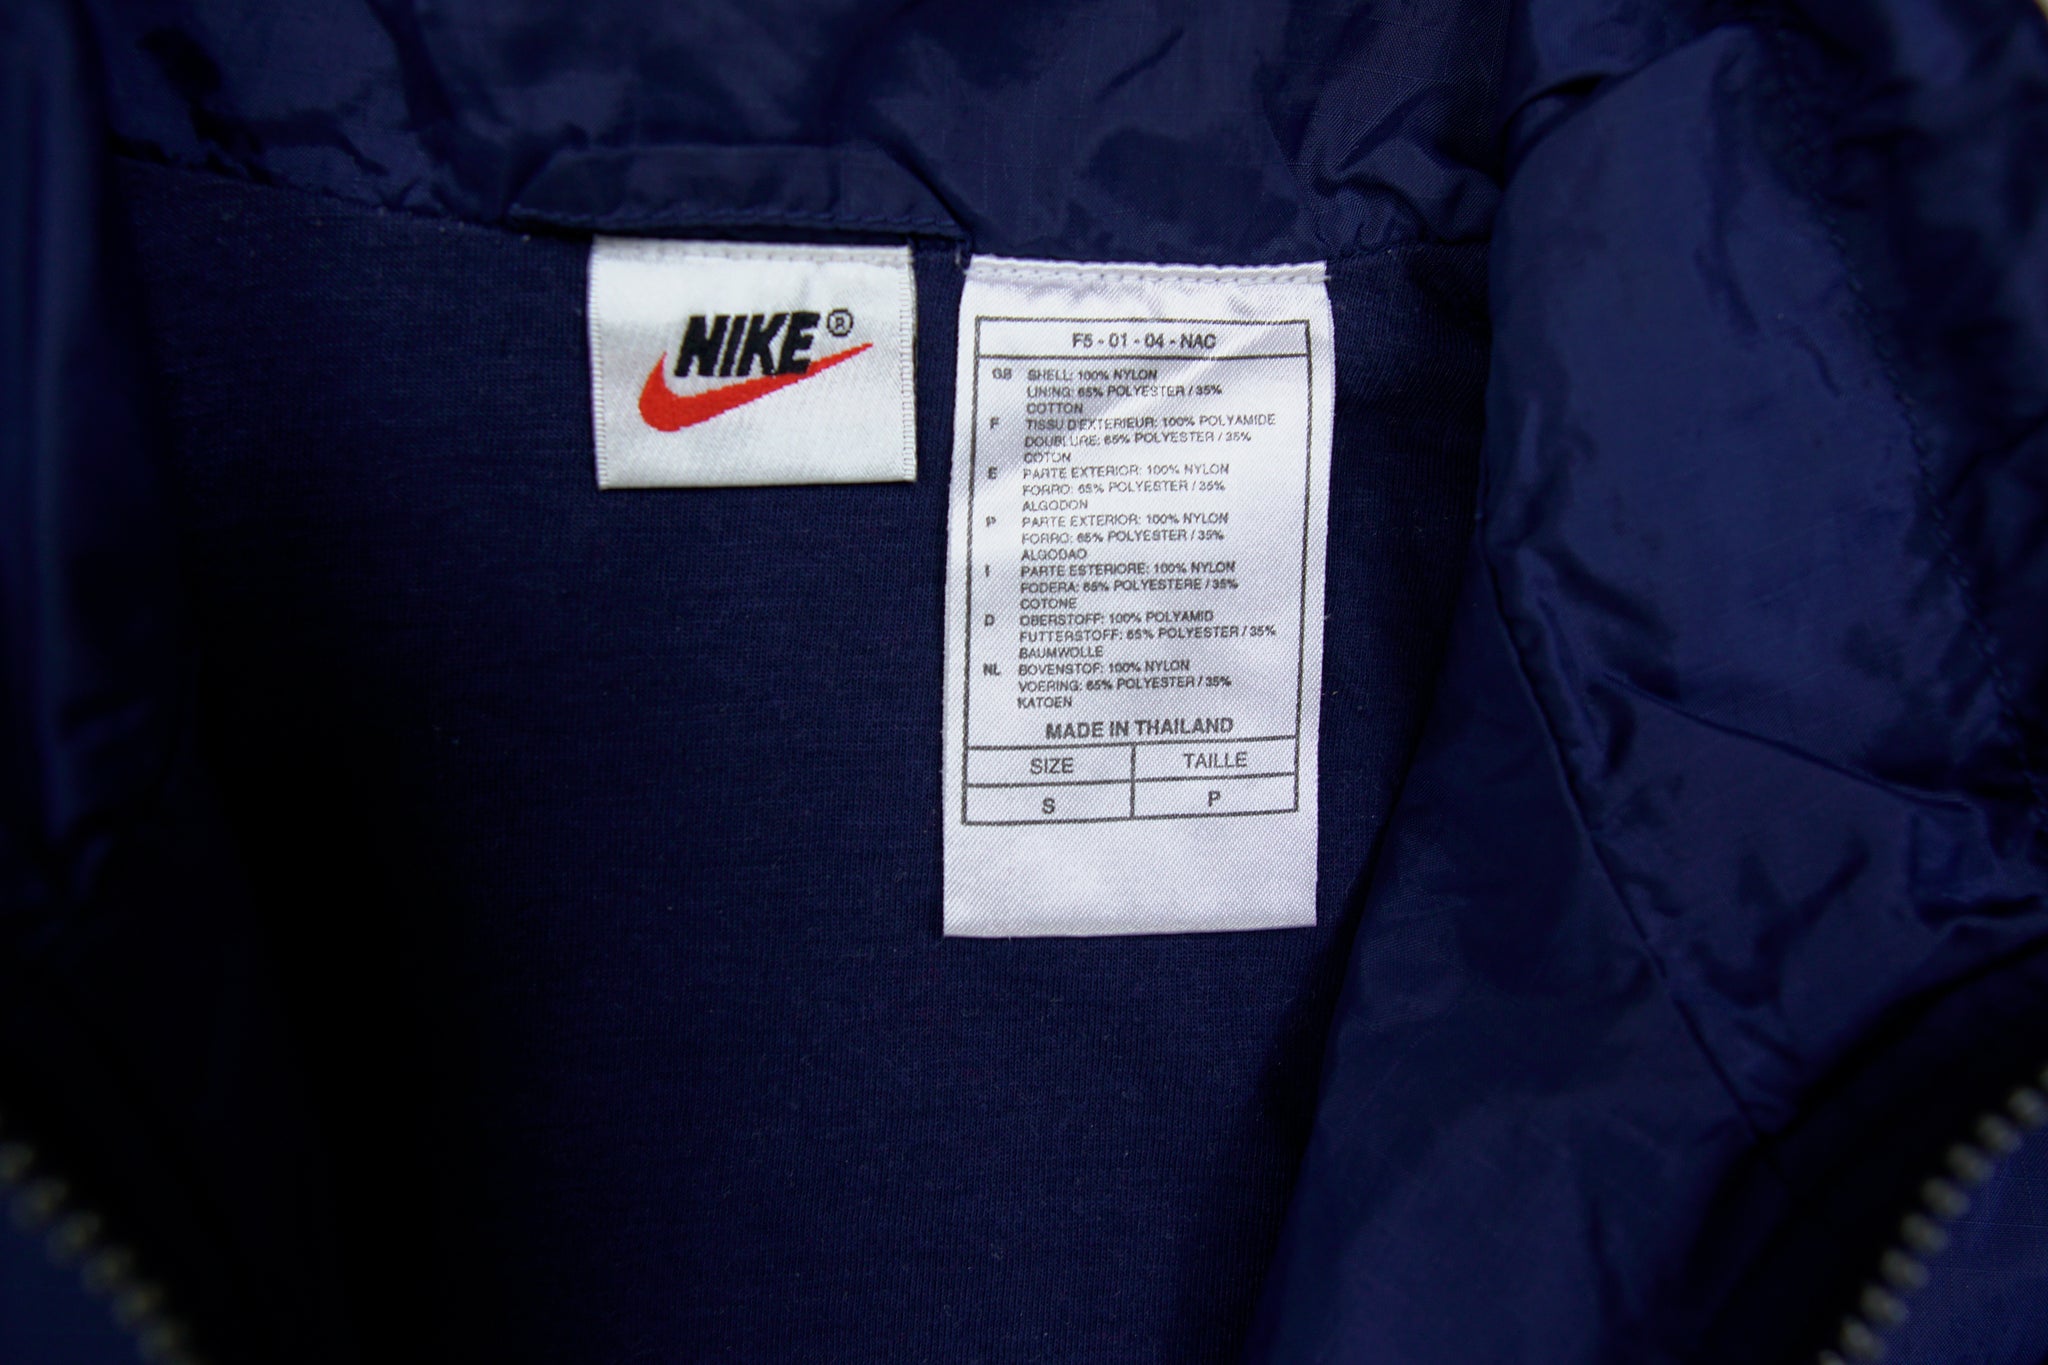 NIKE®
F5 - 01 - 04 - NAC
GB SHELL: 100% NYLON
LINING: 65% POLYESTER / 35%
COTTON
F TISSU D'EXTERIEUR: 100% POLYAMIDE
DOUBLURE: 65% POLYESTER / 35%
COTON
E PARTE EXTERIOR: 100% NYLON
FORRO: 65% POLYESTER / 35%
ALGODON
P PARTE EXTERIOR: 100% NYLON
FORRO: 65% POLYESTER / 35%
ALGODAO
I PARTE ESTERIORE: 100% NYLON
FODERA: 65% POLYESTERE / 35%
COTONE
D OBERSTOFF: 100% POLYAMID
FUTTERSTOFF: 65% POLYESTER / 35%
BAUMWOLLE
NL BOVENSTOF: 100% NYLON
VOERING: 65% POLYESTER / 35%
KATOEN
MADE IN THAILAND
SIZE TAILLE
S P